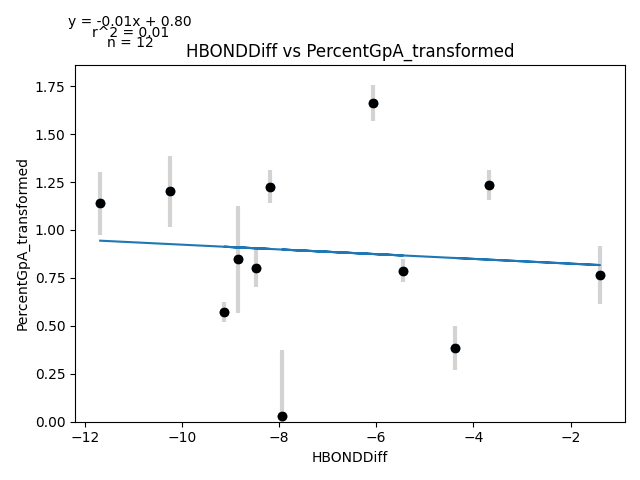 y = -0.01x + 0.80
r^2 = 0.01
n = 12
HBONDDiff vs PercentGpA_transformed
PercentGpA_transformed
1.75
1.50
1.25
1.00
0.75
0.50
0.25
0.00
−12 −10 −8 −6 −4 −2
HBONDDiff